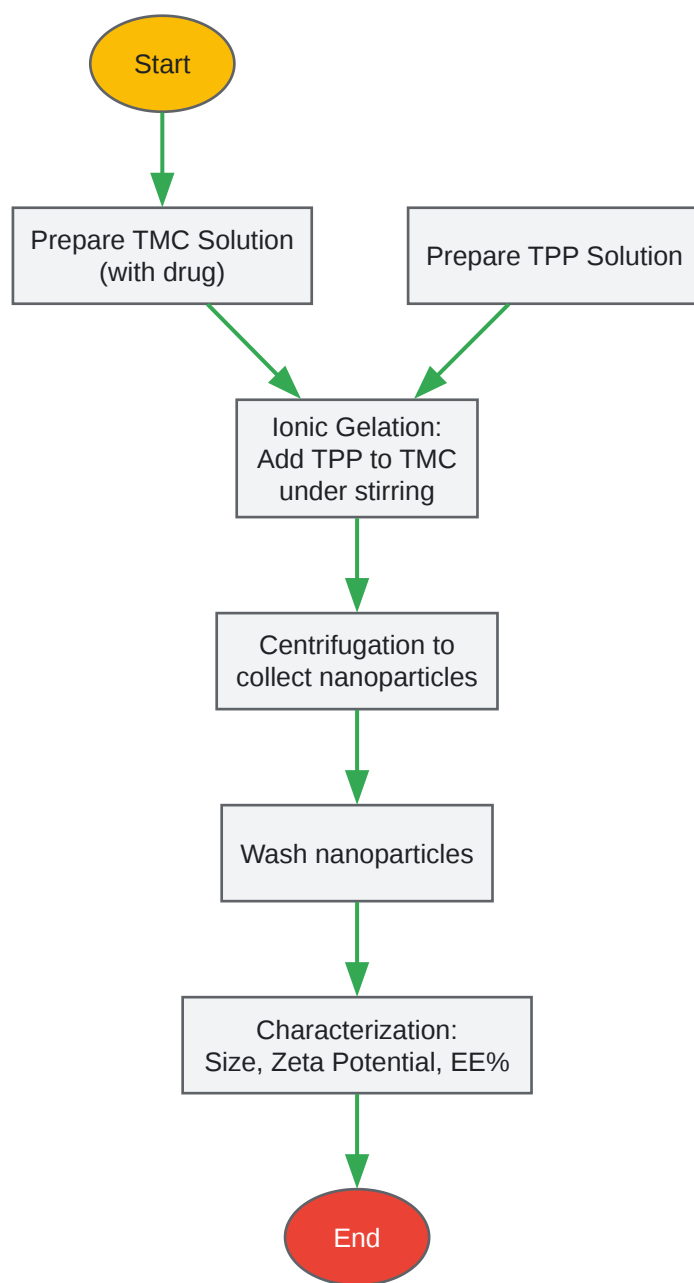 Start
Prepare TMC Solution
(with drug)
Prepare TPP Solution
Ionic Gelation:
Add TPP to TMC
under stirring
Centrifugation to
collect nanoparticles
Wash nanoparticles
Characterization:
Size, Zeta Potential, EE%
End